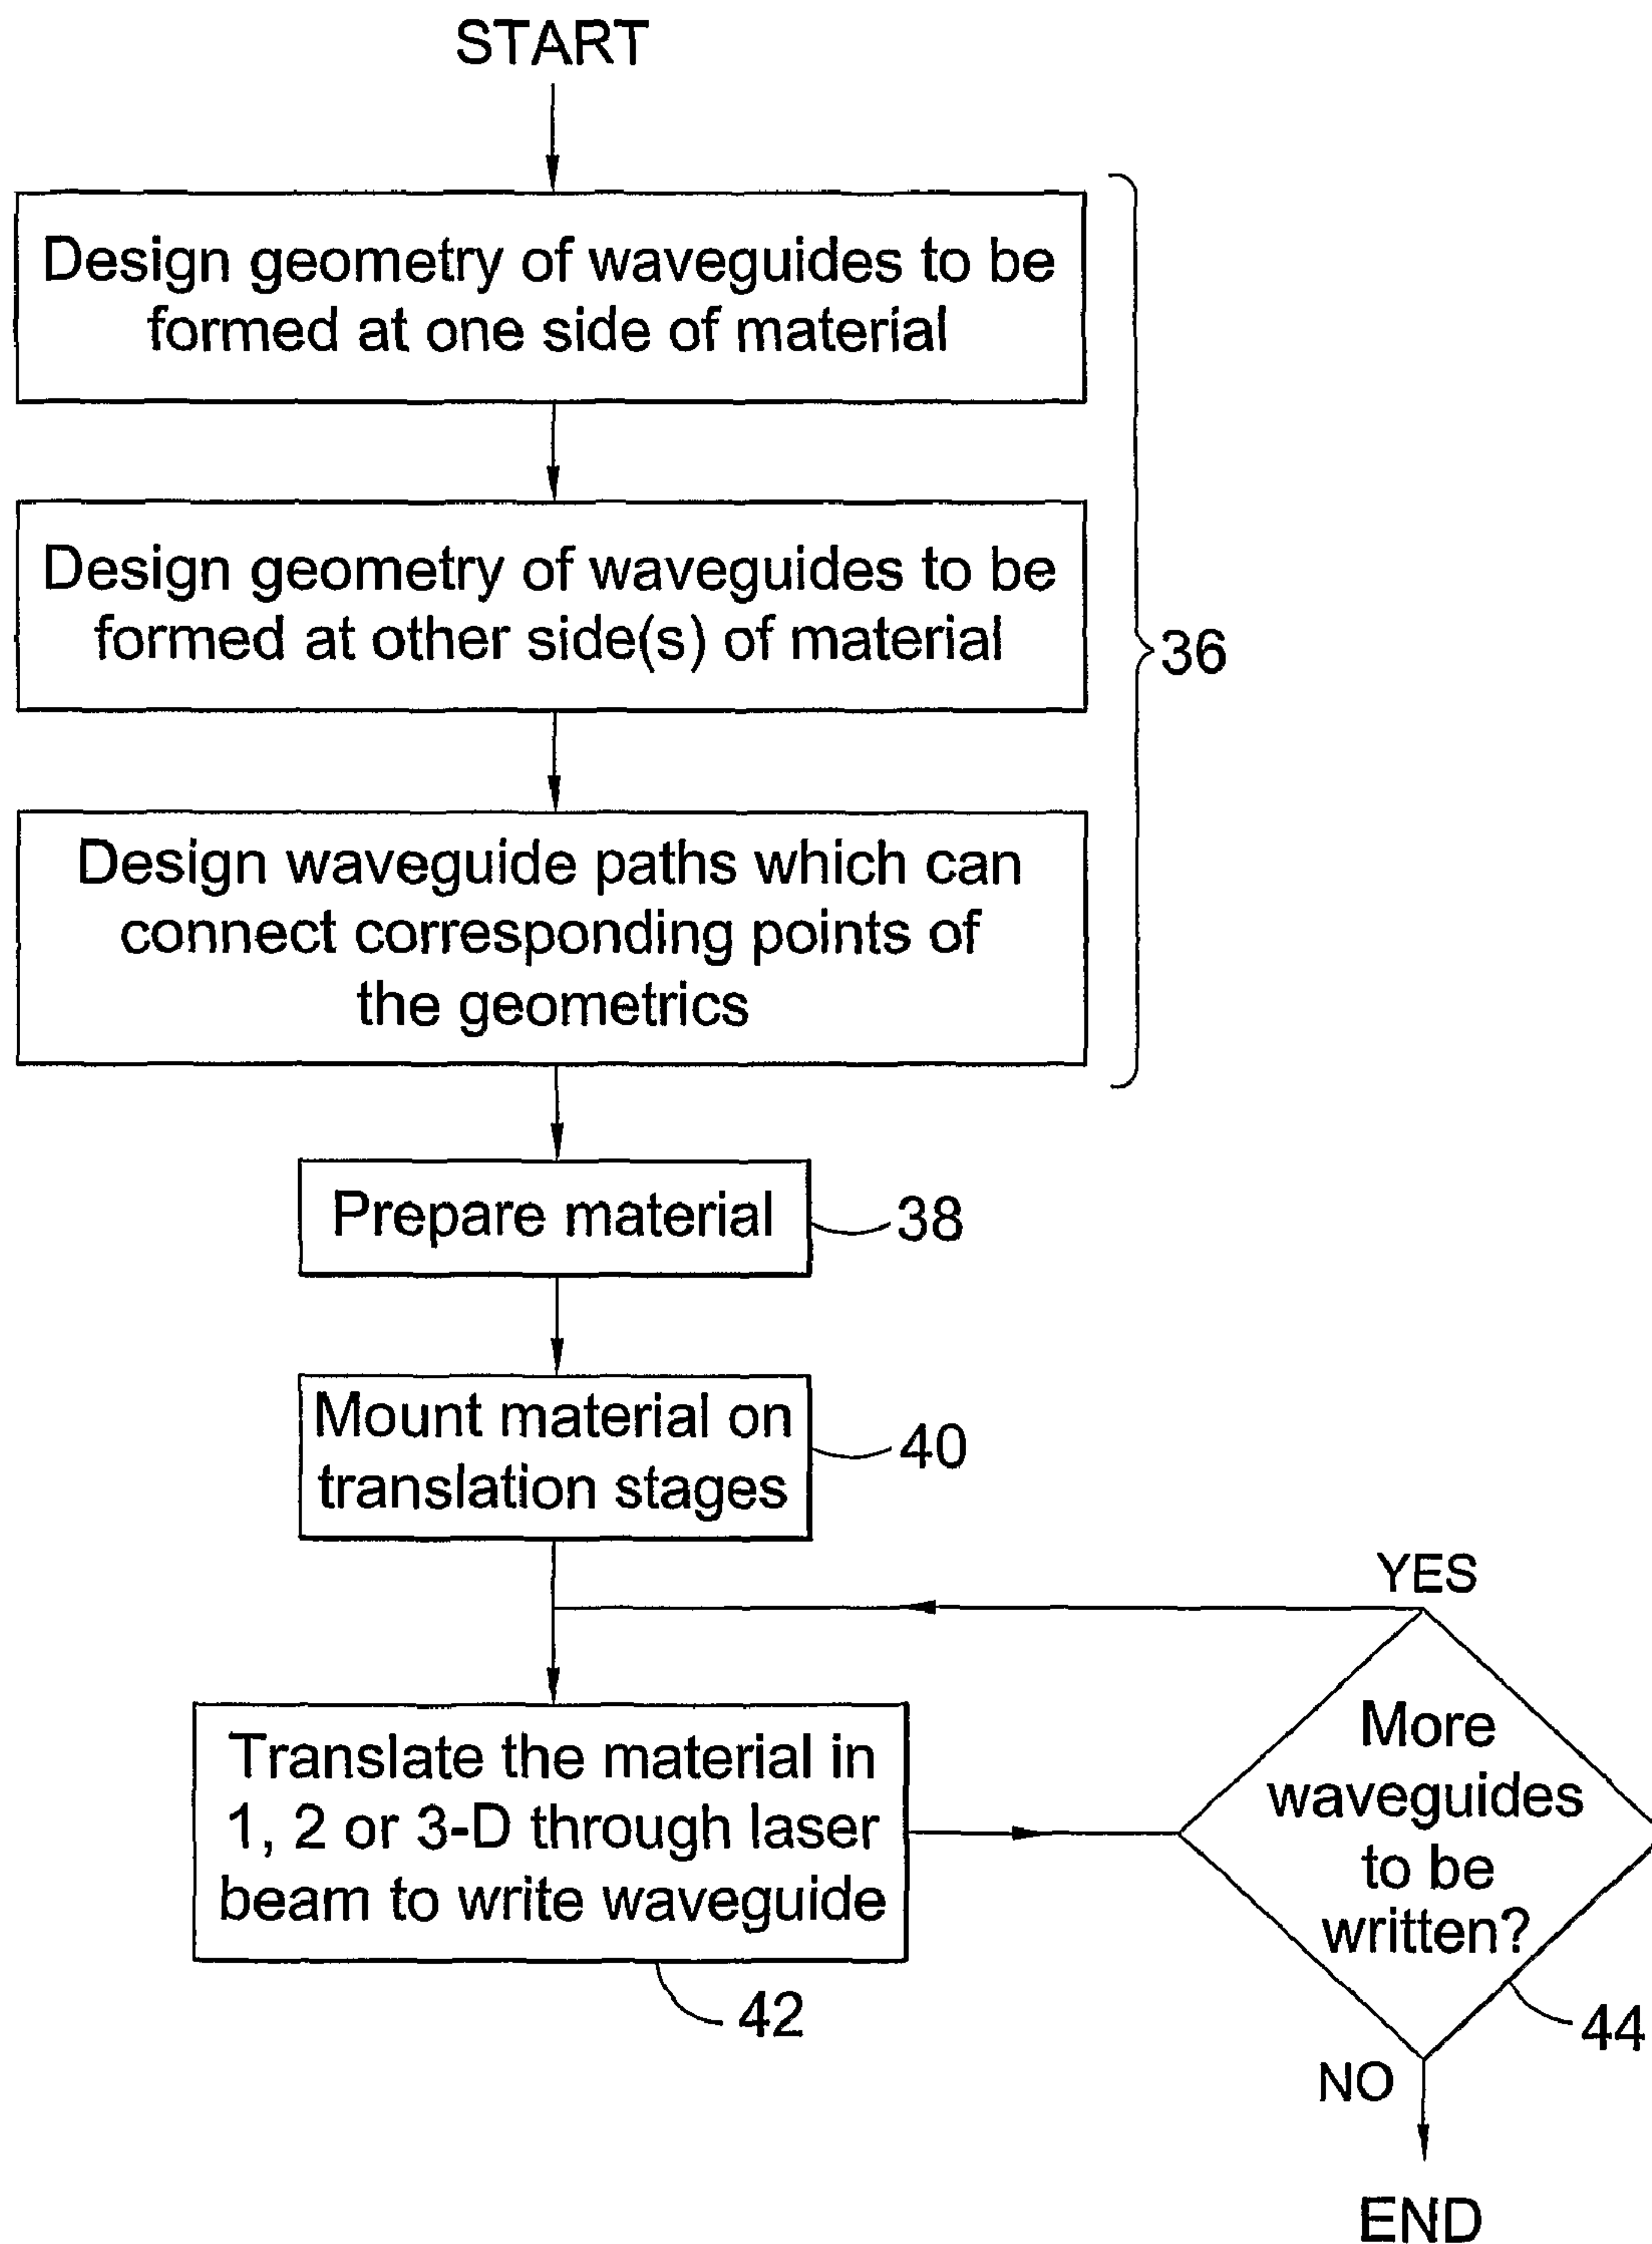 START
Design geometry of waveguides to be
formed at one side of material
Design geometry of waveguides to be
formed at other side(s) of material
36
Design waveguide paths which can
connect corresponding points of
the geometrics
Prepare material
38
Mount material on
translation stages
40
YES
Translate the material in
1, 2 or 3-D through laser
beam to write waveguide
42
More
waveguides
to be
written?
44
NO
END